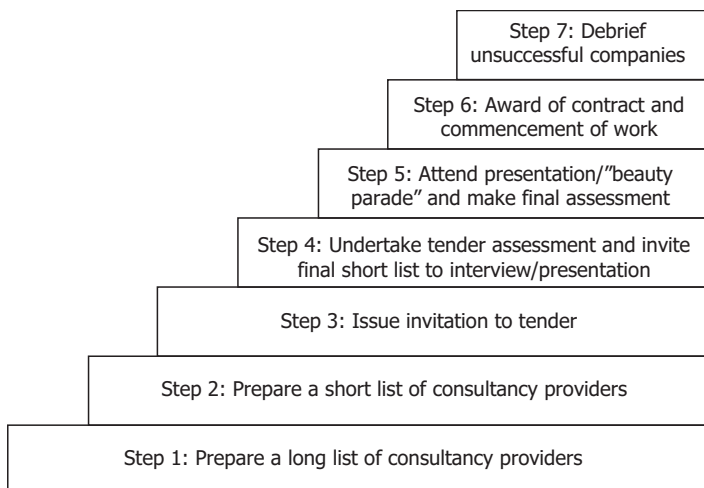 Step 7: Debrief
unsuccessful companies
Step 6: Award of contract and
commencement of work
Step 5: Attend presentation/”beauty
parade” and make final assessment
Step 4: Undertake tender assessment and invite
final short list to interview/presentation
Step 3: Issue invitation to tender
Step 2: Prepare a short list of consultancy providers
Step 1: Prepare a long list of consultancy providers